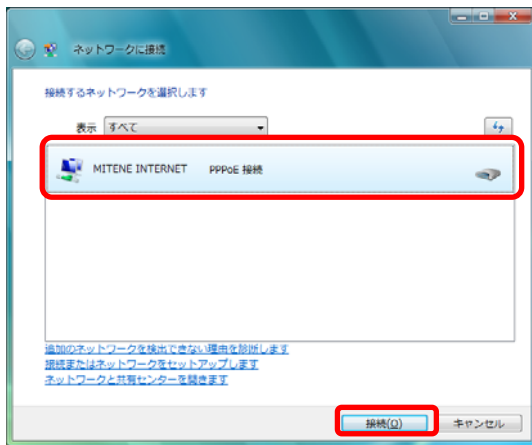 ネットワークに接続
接続するネットワークを選択します
表示 すべて
MITENE INTERNET PPPoE 接続
追加のネットワークを検出できない理由を診断します
接続またはネットワークをセットアップします
ネットワークと共有センターを開きます
接続(O) キャンセル